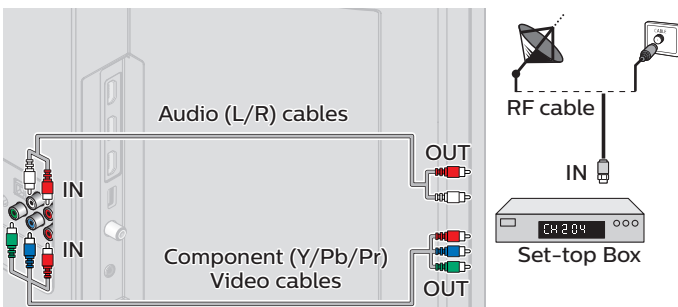 Audio (L/R) cables
OUT
IN
IN
Component (Y/Pb/Pr)
Video cables
OUT
CABLE
RF cable
IN
CH 204
Set-top Box